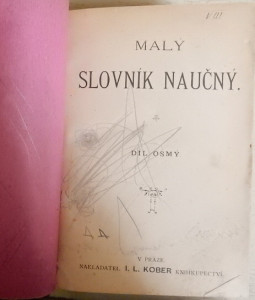 MALÝ
SLOVNÍK NAUČNÝ.
DÍL OSMÝ
V PRAZE
NAKLADATEL I. L. KOBER KNIHKUPECTVÍ.